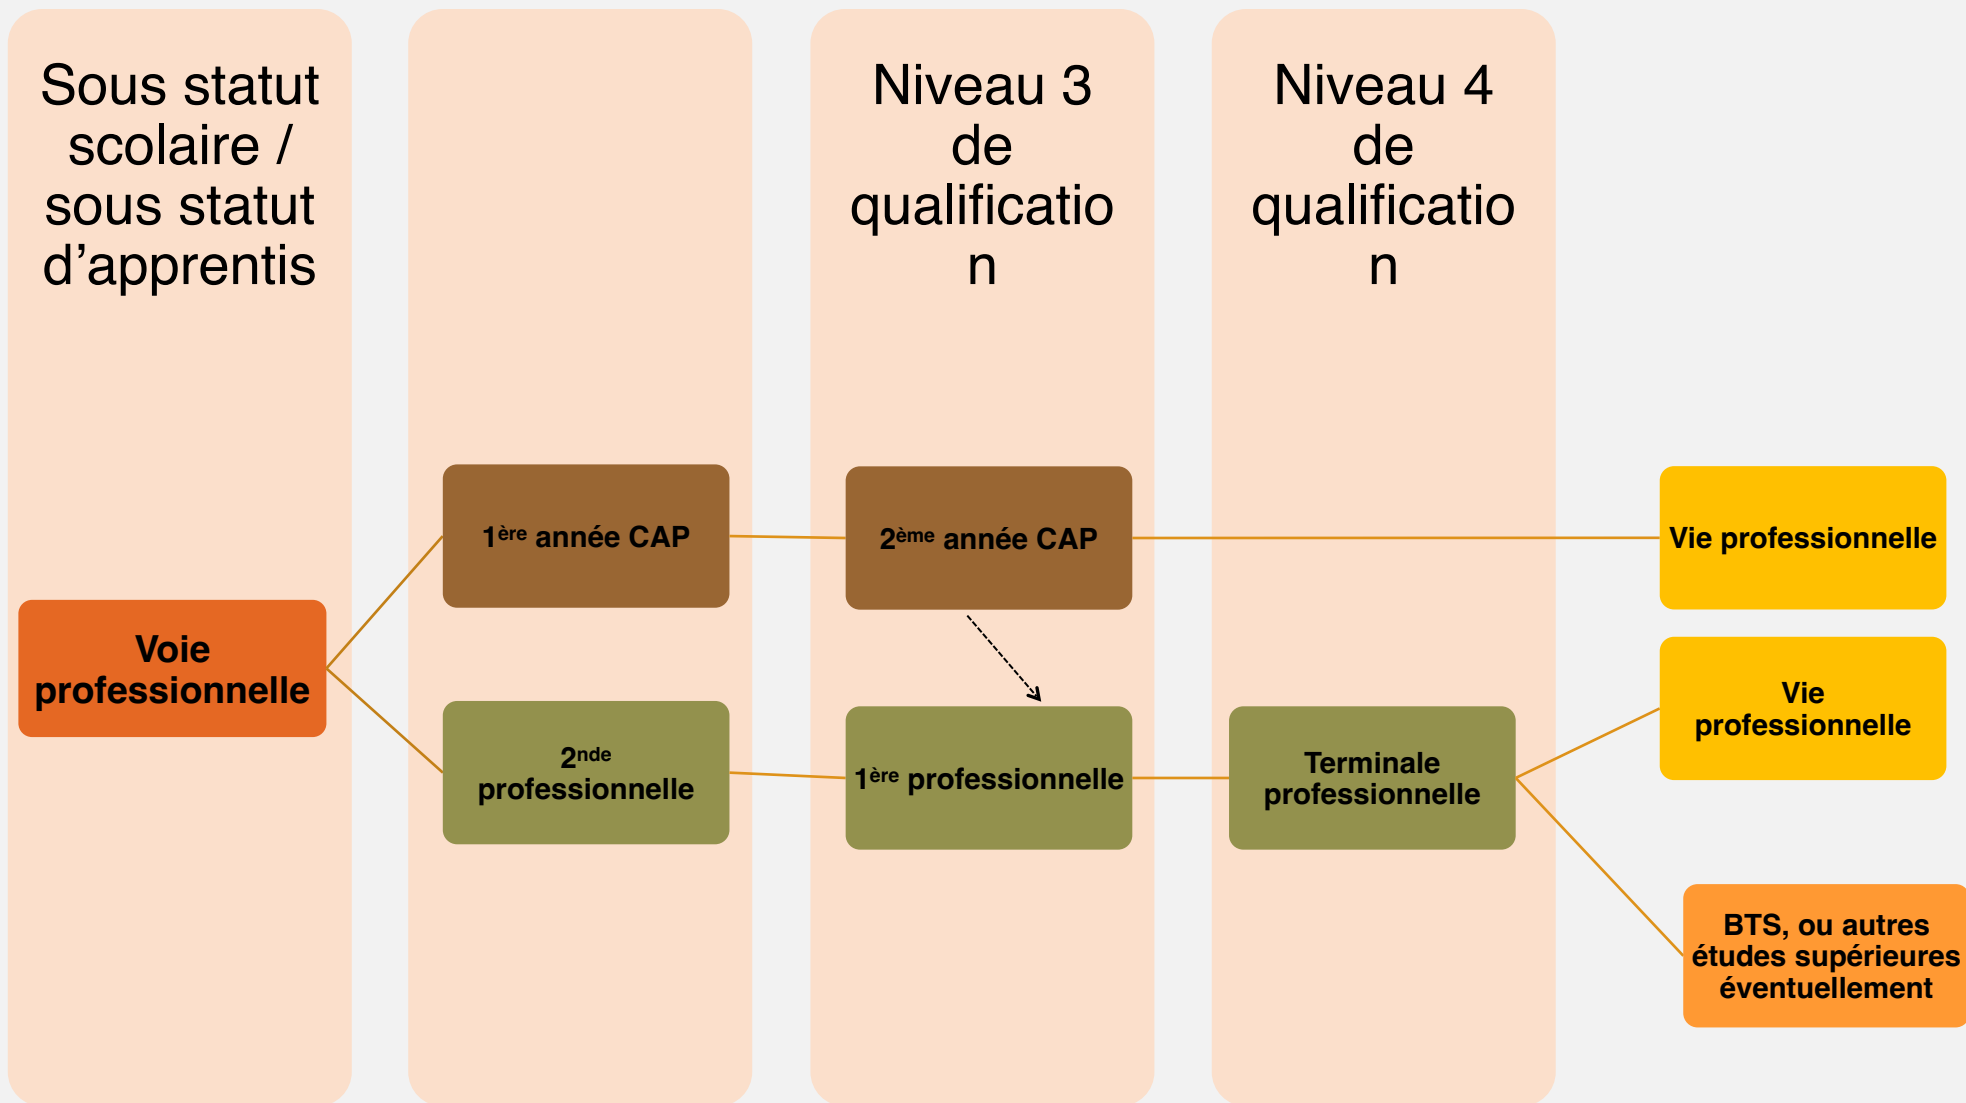 Sous statut
scolaire /
sous statut
d’apprentis
Niveau 3
de
qualificatio
n
Niveau 4
de
qualificatio
n
Voie
professionnelle
1ère année CAP
2ème année CAP
Vie professionnelle
2nde
professionnelle
1ère professionnelle
Terminale
professionnelle
Vie
professionnelle
BTS, ou autres
études supérieures
éventuellement